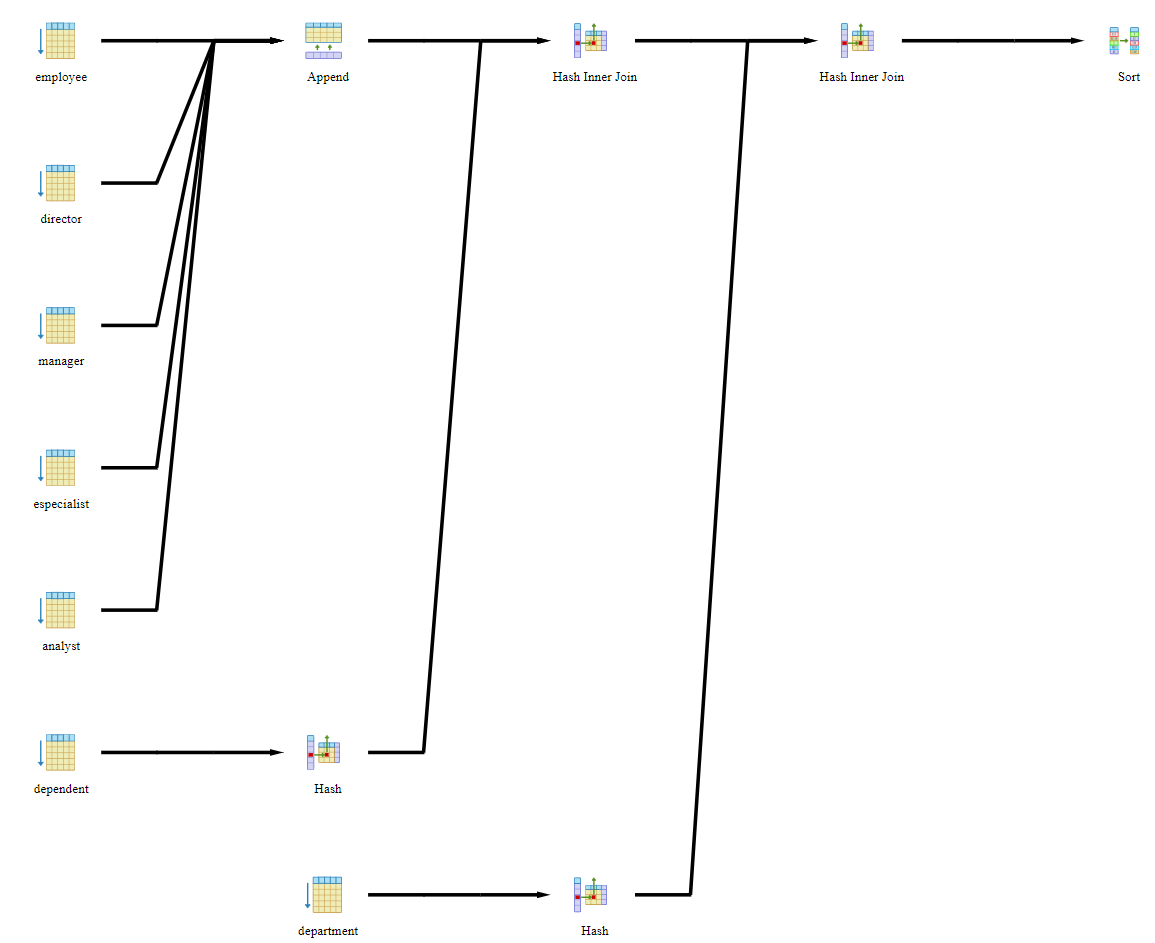 employee
Append
Hash Inner Join
Hash Inner Join
Sort
director
manager
especialist
analyst
dependent
Hash
department
Hash